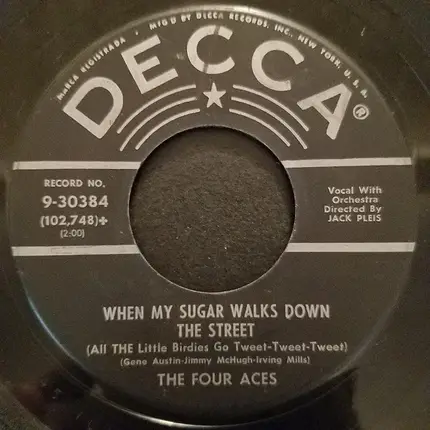 MARCA REGISTRADA • MFG'D BY DECCA RECORDS, INC., NEW YORK, U. S. A.
DECCA®
RECORD NO.
9-30384
(102,748)+
(2:00)
Vocal With
Orchestra
Directed By
JACK PLEIS
WHEN MY SUGAR WALKS DOWN
THE STREET
(All THE Little Birdies Go Tweet-Tweet-Tweet)
(Gene Austin-Jimmy McHugh-Irving Mills)
THE FOUR ACES